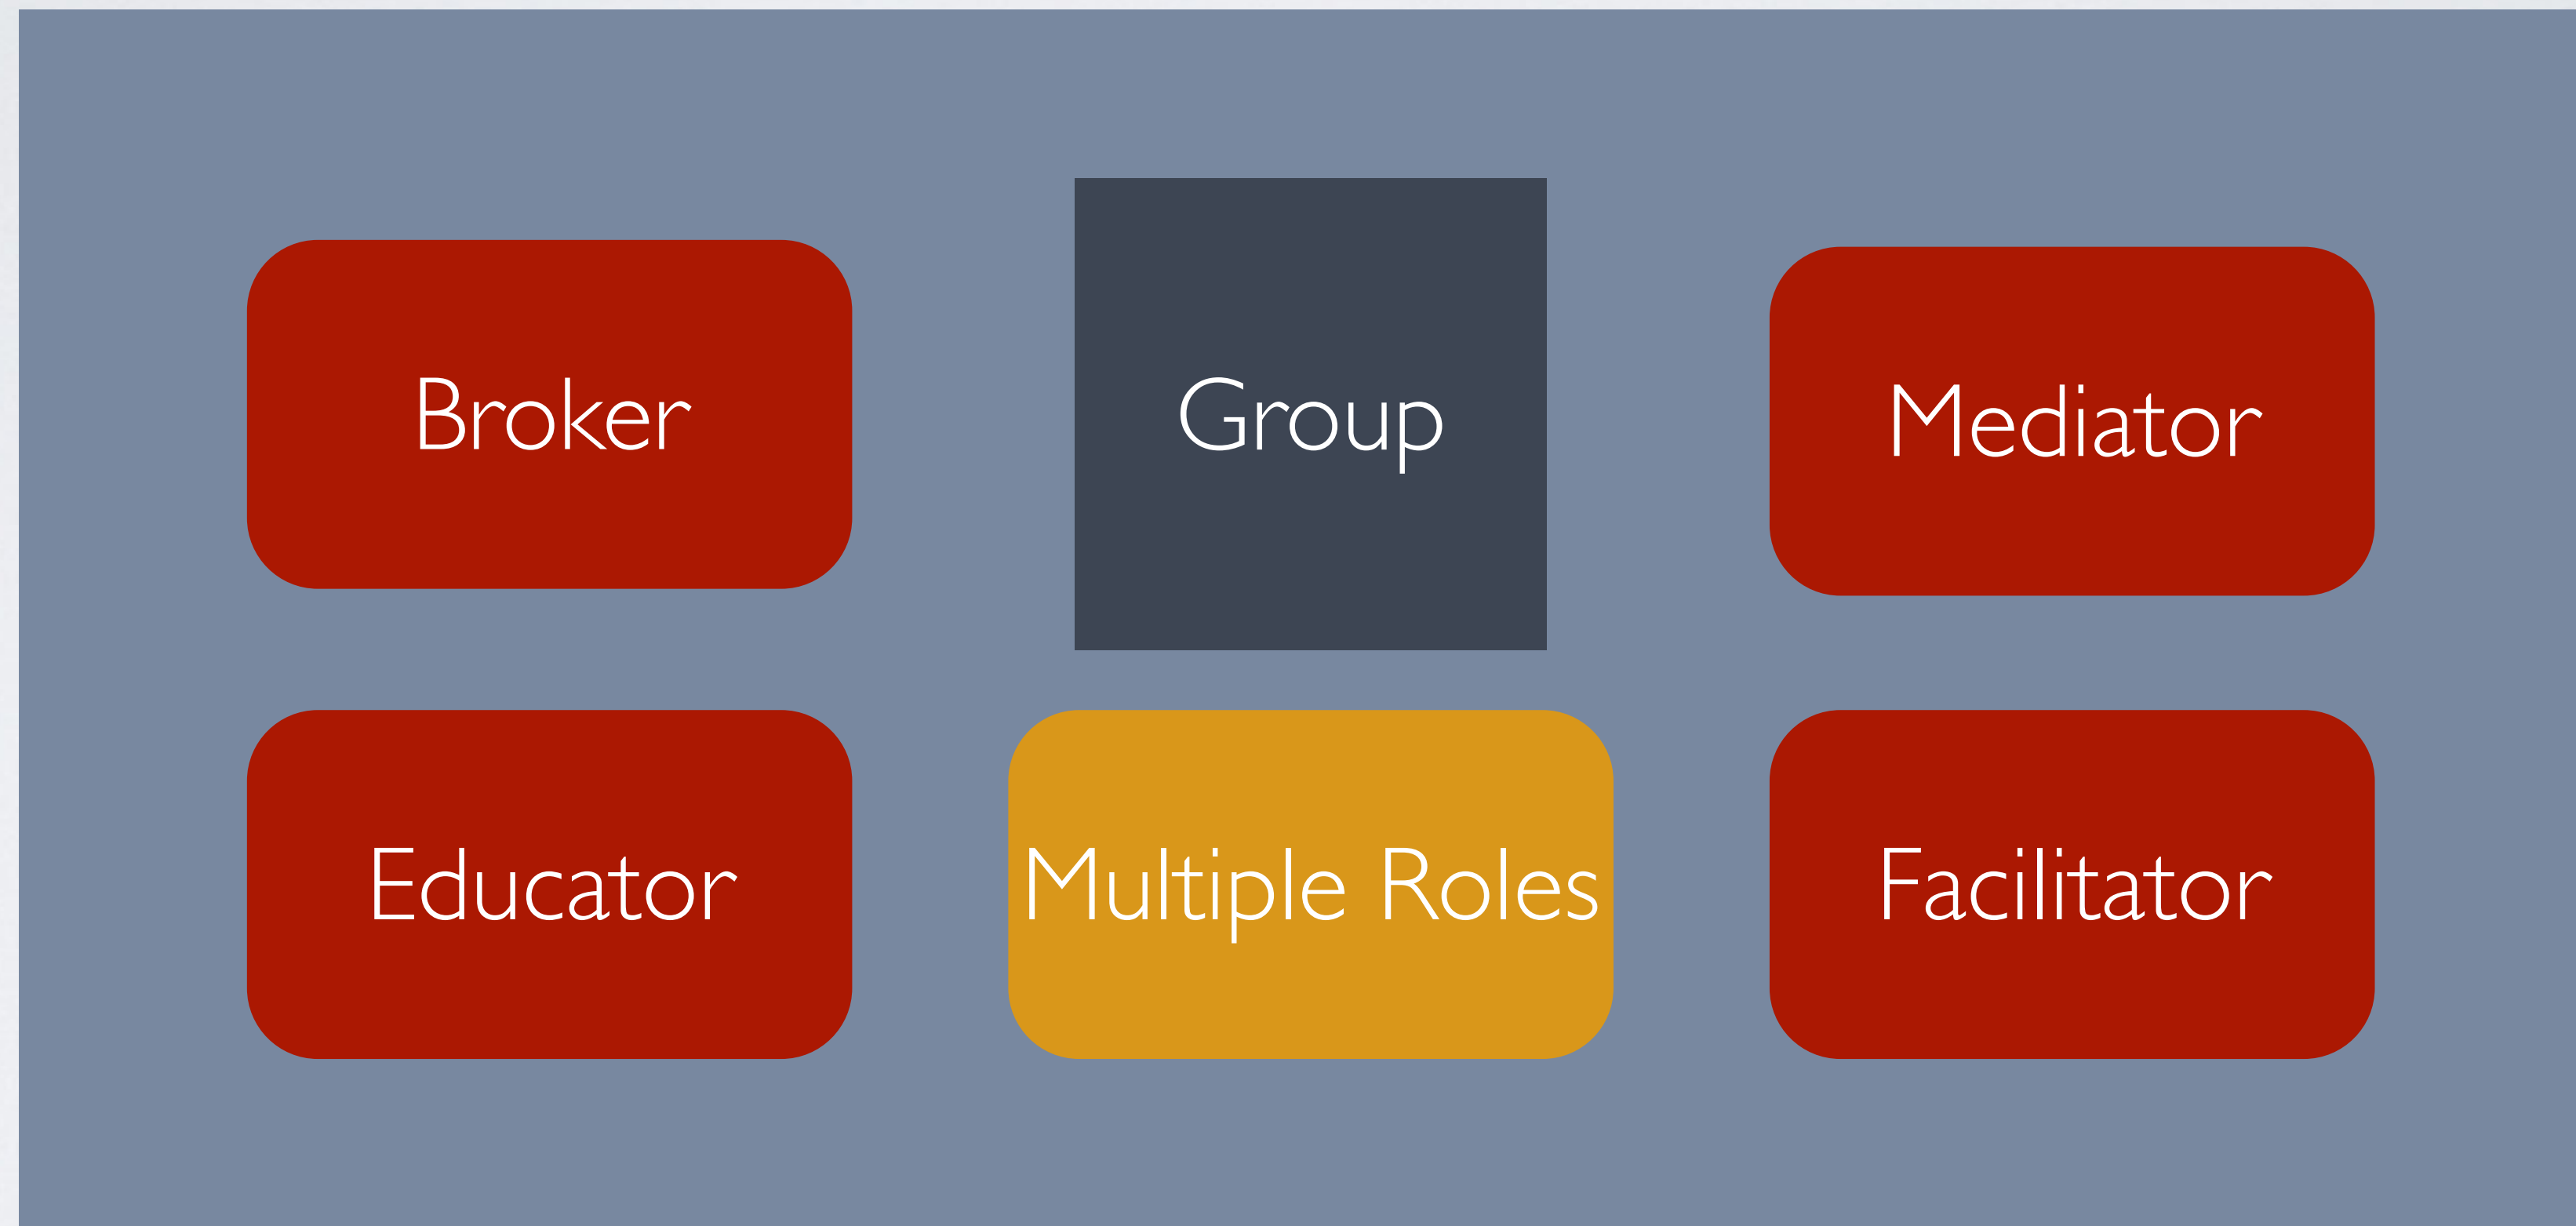 Broker
Group
Mediator
Educator
Multiple Roles
Facilitator